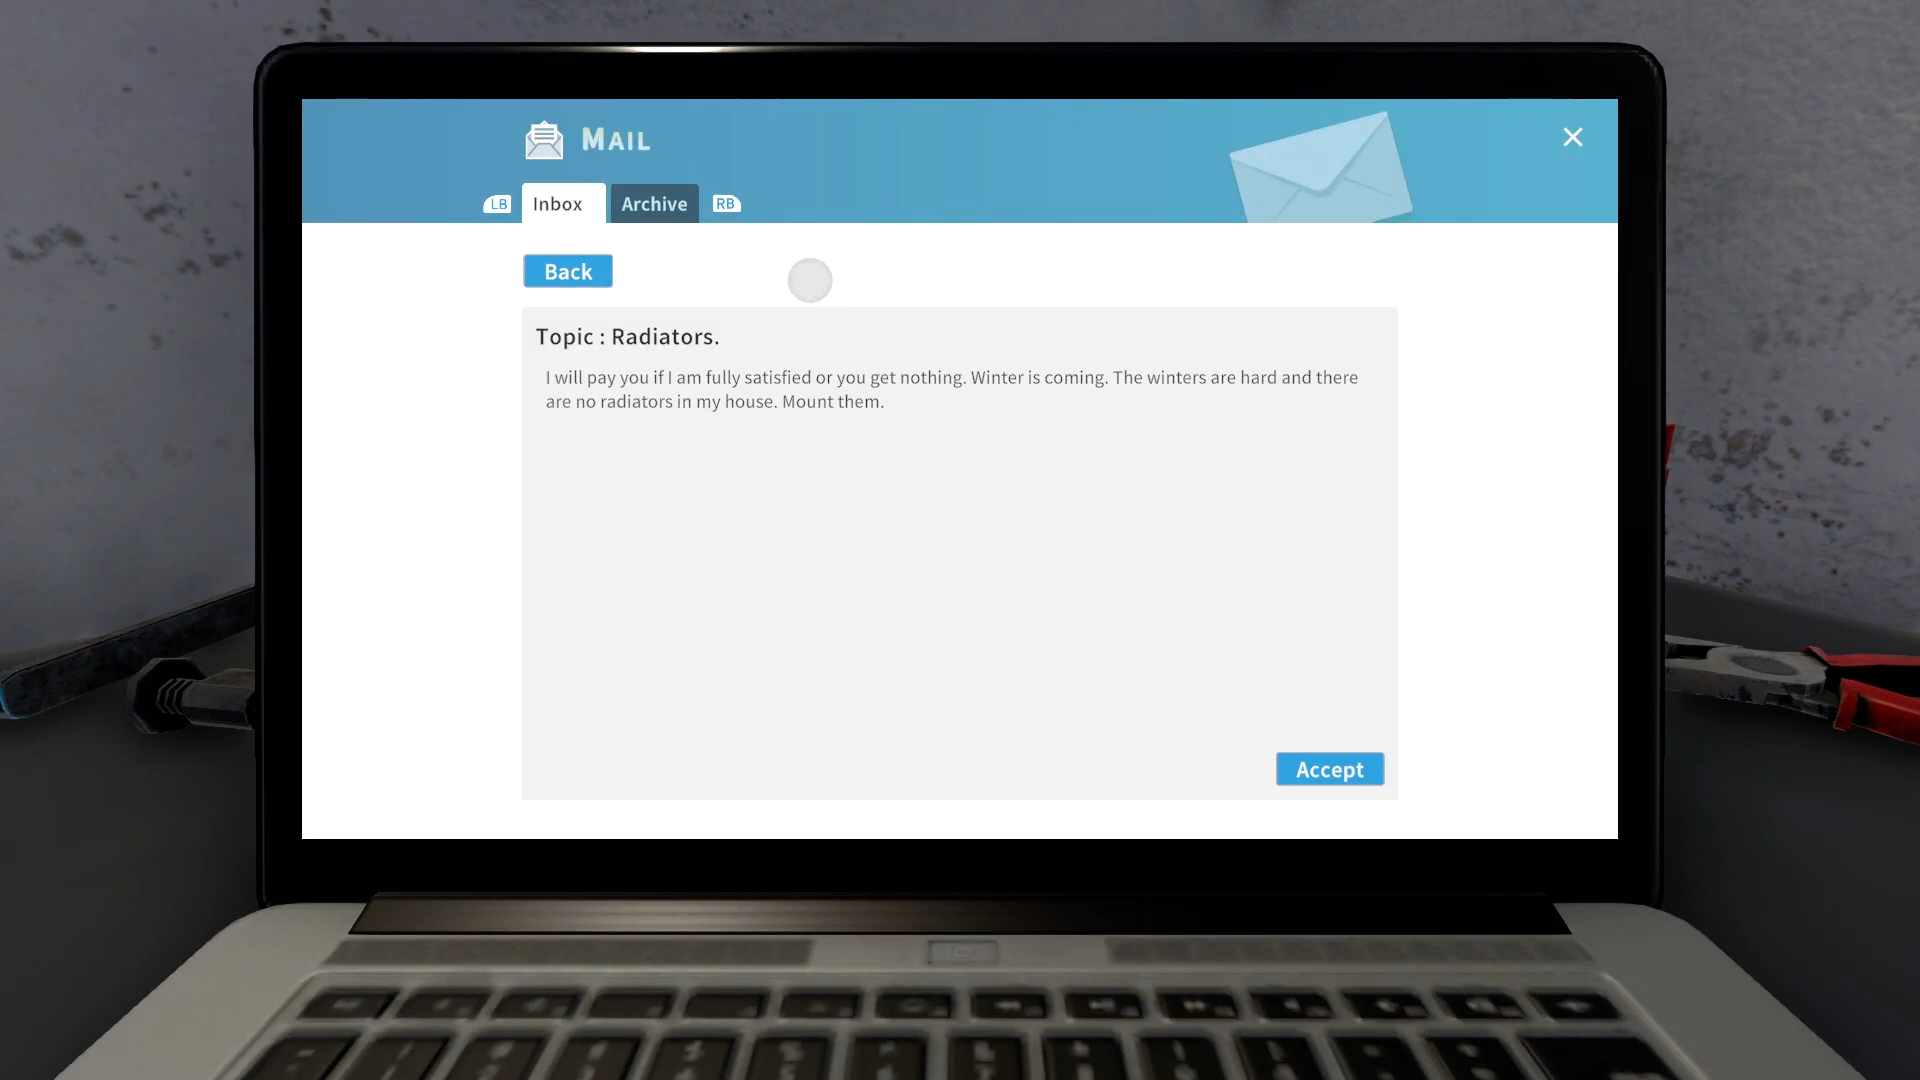 MAIL
LB Inbox Archive RB
Back
Topic : Radiators.
I will pay you if I am fully satisfied or you get nothing. Winter is coming. The winters are hard and there
are no radiators in my house. Mount them.
Accept